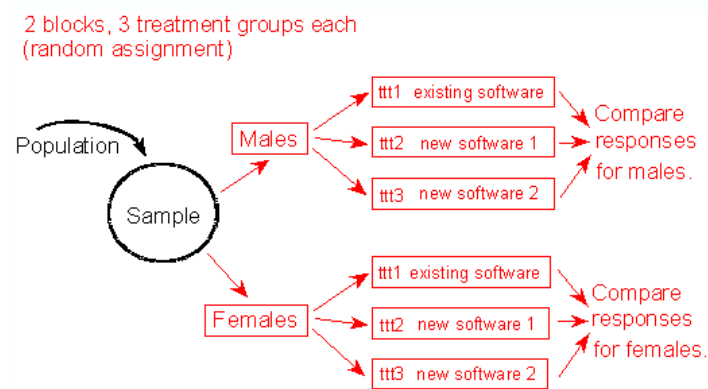 2 blocks, 3 treatment groups each
(random assignment)
Population
Sample
Males
ttt1 existing software
ttt2 new software 1
ttt3 new software 2
Compare
responses
for males.
Females
ttt1 existing software
ttt2 new software 1
ttt3 new software 2
Compare
responses
for females.